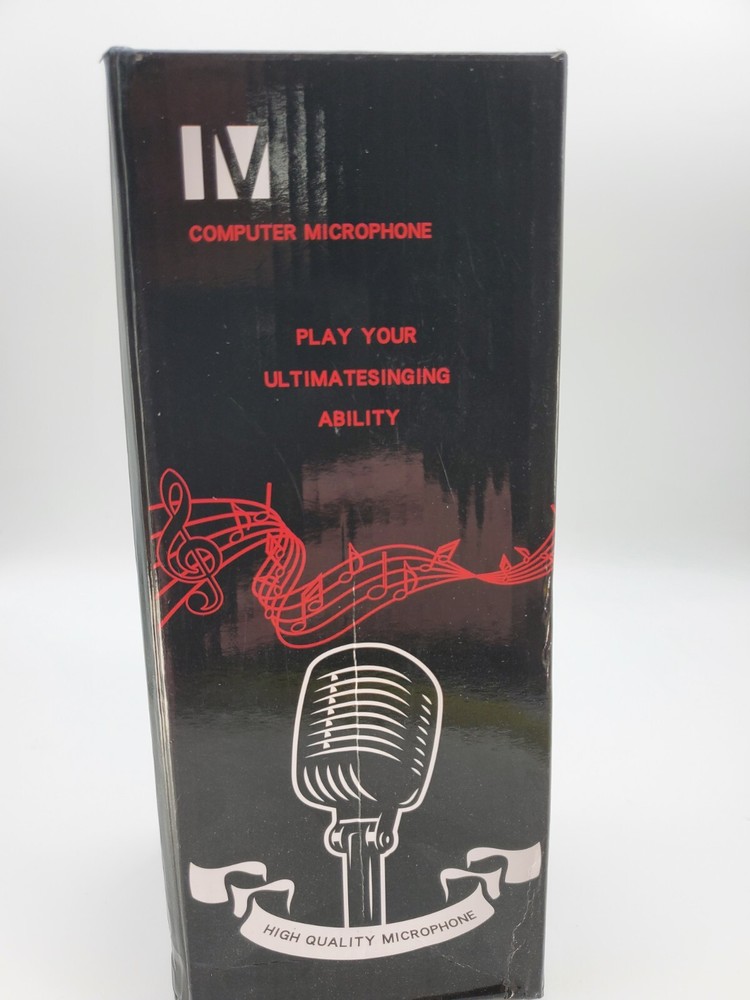 COMPUTER MICROPHONE
PLAY YOUR
ULTIMATESINGING
ABILITY
HIGH QUALITY MICROPHONE